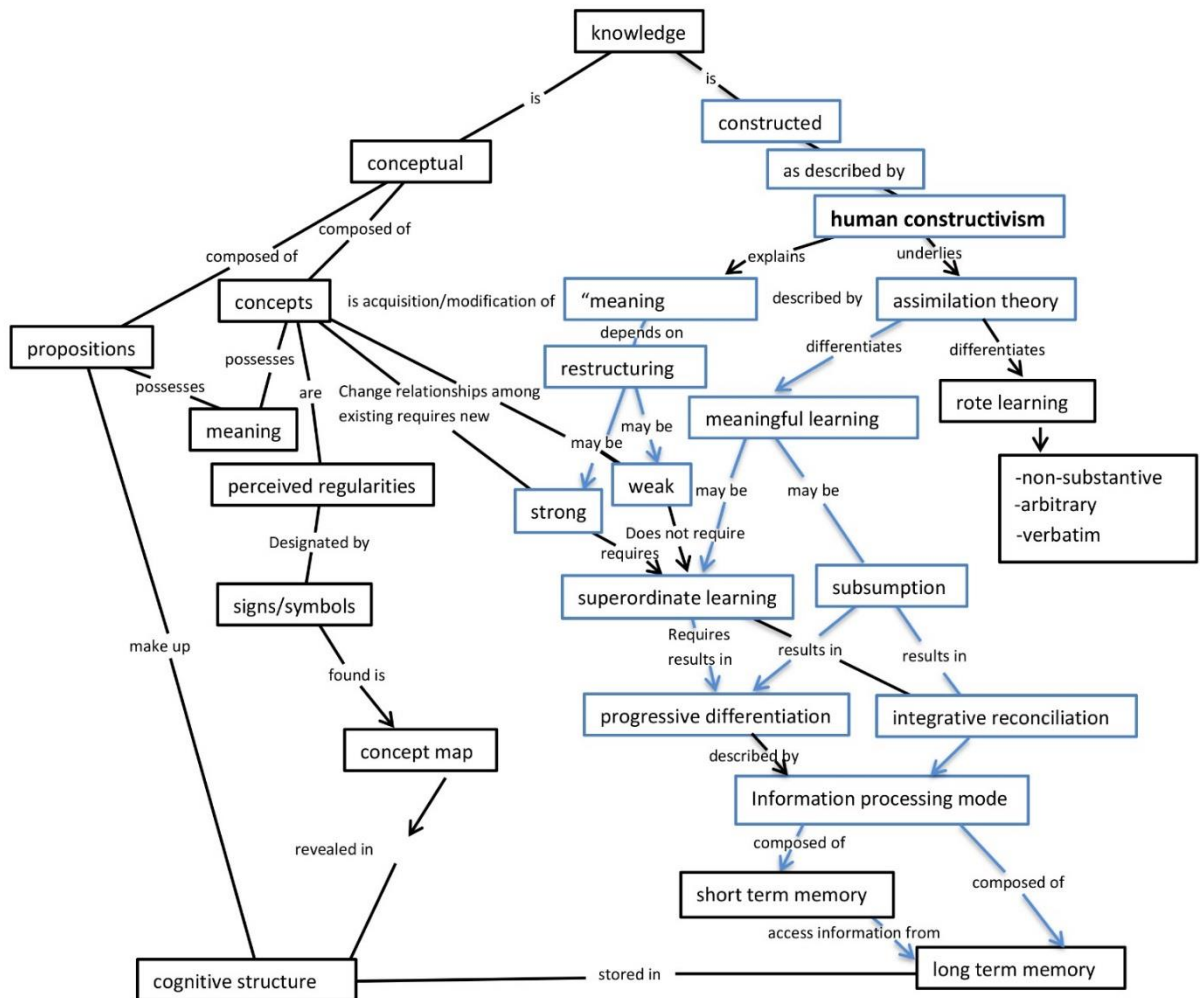 knowledge
is
is
constructed
conceptual
as described by
human constructivism
composed of
composed of
explains
underlies
concepts
is acquisition/modification of
“meaning
described by
assimilation theory
propositions
possesses
depends on
differentiates
differentiates
restructuring
possesses
are
Change relationships among
existing requires new
rote learning
meaning
meaningful learning
may be
may be
perceived regularities
weak
may be
may be
-non-substantive
-arbitrary
-verbatim
strong
Designated by
Does not require
requires
signs/symbols
superordinate learning
subsumption
make up
Requires
results in
results in
results in
found is
progressive differentiation
integrative reconciliation
concept map
described by
Information processing mode
revealed in
composed of
short term memory
composed of
access information from
cognitive structure
stored in
long term memory